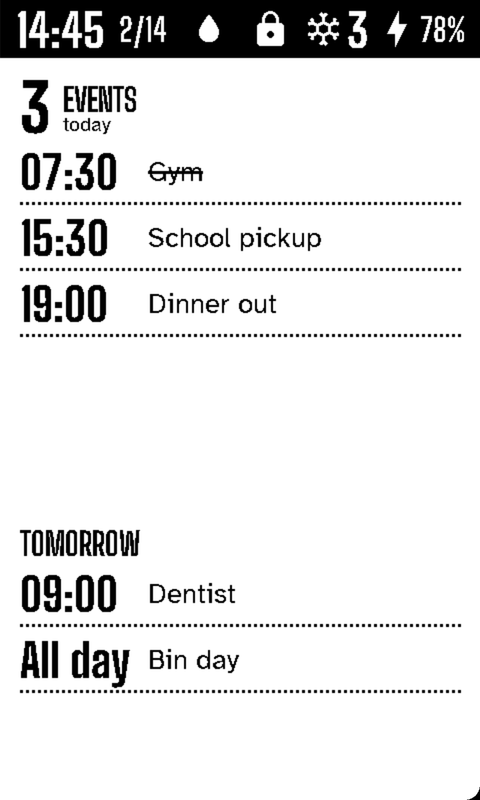 14:45 2/14 3 78%
3 EVENTS
today
07:30 Gym
15:30 School pickup
19:00 Dinner out
TOMORROW
09:00 Dentist
All day Bin day